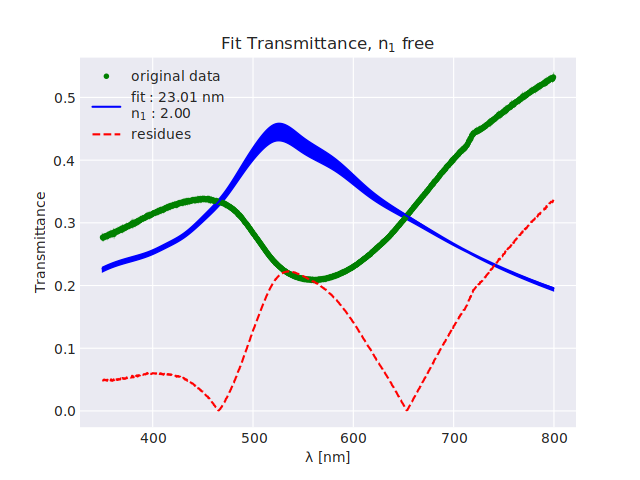 Fit Transmittance, n₁ free
original data
fit : 23.01 nm
n₁ : 2.00
residues
Transmittance
0.5
0.4
0.3
0.2
0.1
0.0
400 500 600 700 800
λ [nm]